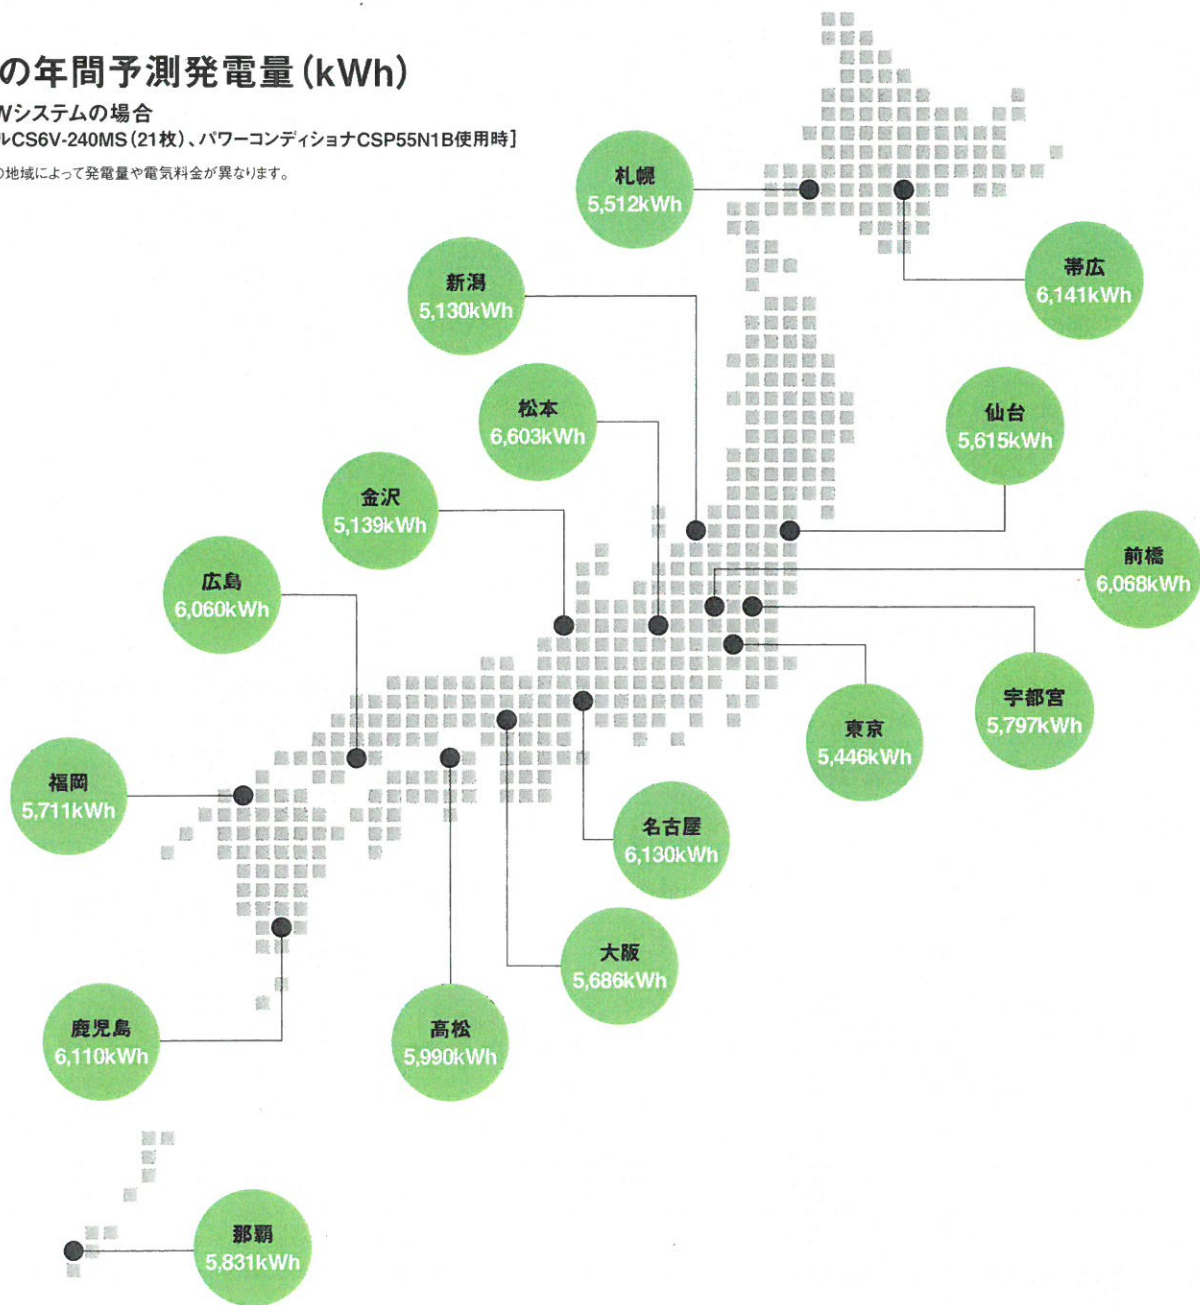 の年間予測発電量(kWh)
Wシステムの場合
ルCS6V-240MS(21枚)、パワーコンディショナCSP55N1B使用時]
の地域によって発電量や電気料金が異なります。
札幌
5,512kWh
帯広
6,141kWh
新潟
5,130kWh
松本
6,603kWh
仙台
5,615kWh
金沢
5,139kWh
前橋
6,068kWh
広島
6,060kWh
宇都宮
5,797kWh
東京
5,446kWh
福岡
5,711kWh
名古屋
6,130kWh
大阪
5,686kWh
鹿児島
6,110kWh
高松
5,990kWh
那覇
5,831kWh